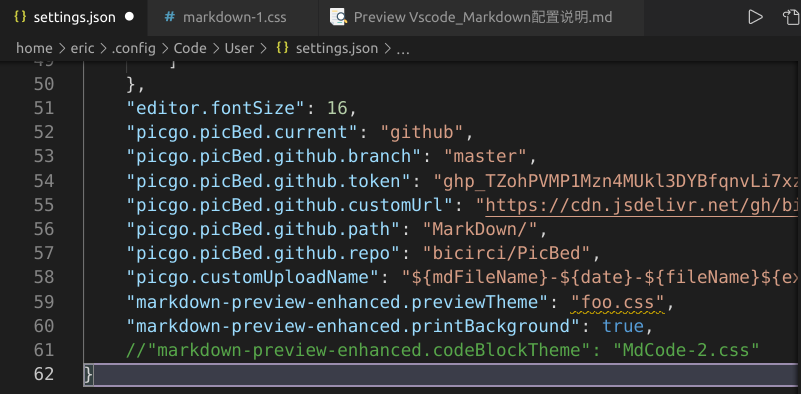 {} settings.json ● # markdown-1.css Preview Vscode_Markdown配置说明.md
home > eric > .config > Code > User > {} settings.json > ...
49 ]
50 },
51 "editor.fontSize": 16,
52 "picgo.picBed.current": "github",
53 "picgo.picBed.github.branch": "master",
54 "picgo.picBed.github.token": "ghp_TZohPVMP1Mzn4MUkl3DYBfqnvLi7xz
55 "picgo.picBed.github.customUrl": "https://cdn.jsdelivr.net/gh/bi
56 "picgo.picBed.github.path": "MarkDown/",
57 "picgo.picBed.github.repo": "bicirci/PicBed",
58 "picgo.customUploadName": "${mdFileName}-${date}-${fileName}${ex
59 "markdown-preview-enhanced.previewTheme": "foo.css",
60 "markdown-preview-enhanced.printBackground": true,
61 //"markdown-preview-enhanced.codeBlockTheme": "MdCode-2.css"
62 }